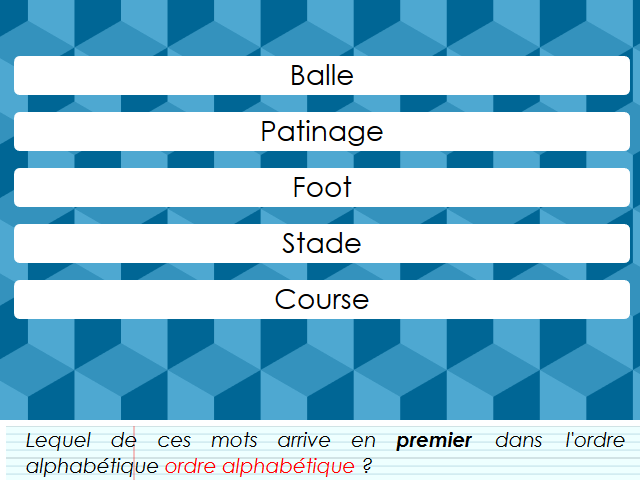 Balle
Patinage
Foot
Stade
Course
Lequel de ces mots arrive en premier dans l'ordre
alphabétique ordre alphabétique ?